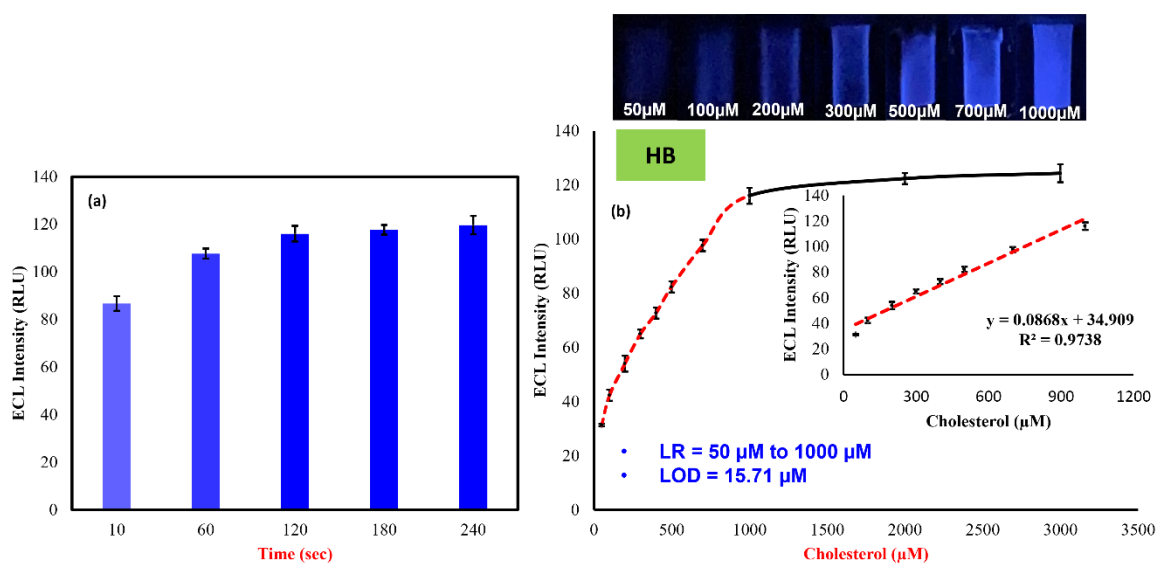 50µM 100µM 200µM 300µM 500µM 700µM 1000µM
(a)
ECL Intensity (RLU)
140
120
100
80
60
40
20
0
10 60 120 180 240
Time (sec)
HB
(b)
ECL Intensity (RLU)
140
120
100
80
60
40
20
0
0 500 1000 1500 2000 2500 3000 3500
Cholesterol (µM)
LR = 50 µM to 1000 µM
LOD = 15.71 µM
ECL Intensity (RLU)
140
120
100
80
60
40
20
0
y = 0.0868x + 34.909
R² = 0.9738
0 300 600 900 1200
Cholesterol (µM)